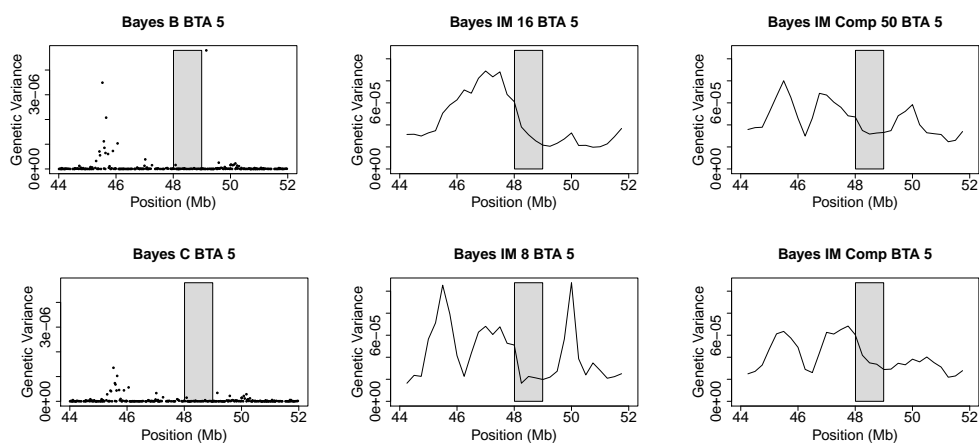 Bayes B BTA 5
Genetic Variance
0e+00 3e-06
44 46 48 50 52
Position (Mb)
Bayes IM 16 BTA 5
Genetic Variance
0e+00 6e-05
44 46 48 50 52
Position (Mb)
Bayes IM Comp 50 BTA 5
Genetic Variance
0e+00 6e-05
44 46 48 50 52
Position (Mb)
Bayes C BTA 5
Genetic Variance
0e+00 3e-06
44 46 48 50 52
Position (Mb)
Bayes IM 8 BTA 5
Genetic Variance
0e+00 6e-05
44 46 48 50 52
Position (Mb)
Bayes IM Comp BTA 5
Genetic Variance
0e+00 6e-05
44 46 48 50 52
Position (Mb)